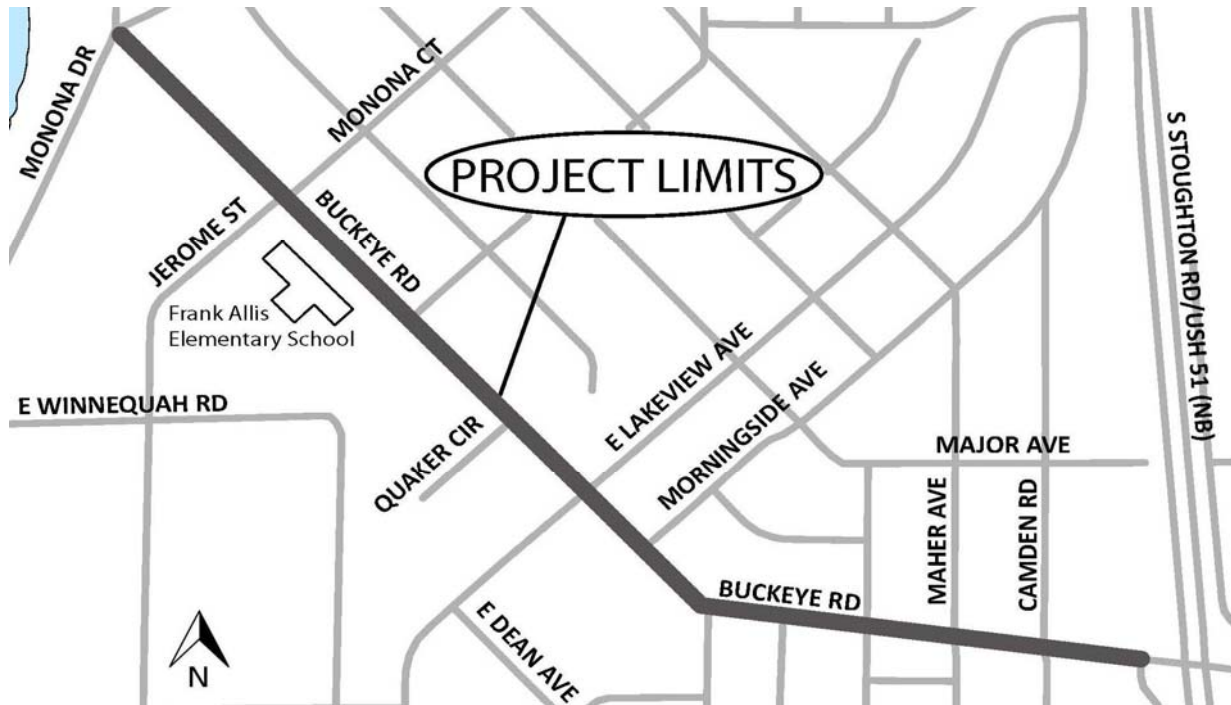 MONONA DR
MONONA CT
PROJECT LIMITS
S STOUGHTON RD/USH 51 (NB)
JEROME ST
BUCKEYE RD
Frank Allis
Elementary School
E WINNEQUAH RD
QUAKER CIR
E LAKEVIEW AVE
MORNINGSIDE AVE
MAJOR AVE
MAHER AVE
CAMDEN RD
BUCKEYE RD
E DEAN AVE
N